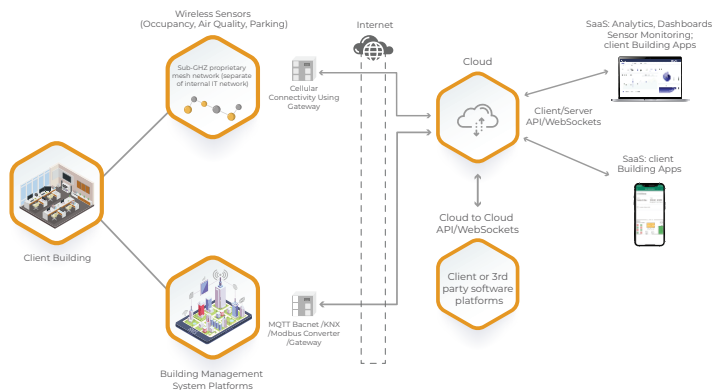 Wireless Sensors
(Occupancy, Air Quality, Parking)
Sub-GHZ proprietary
mesh network (separate
of internal IT network)
Cellular
Connectivity Using
Gateway
Internet
Cloud
SaaS: Analytics, Dashboards
Sensor Monitoring;
client Building Apps
Client/Server
API/WebSockets
SaaS: client
Building Apps
Client Building
Cloud to Cloud
API/WebSockets
Client or 3rd
party software
platforms
MQTT Bacnet /KNX
/Modbus Converter
/Gateway
Building Management
System Platforms